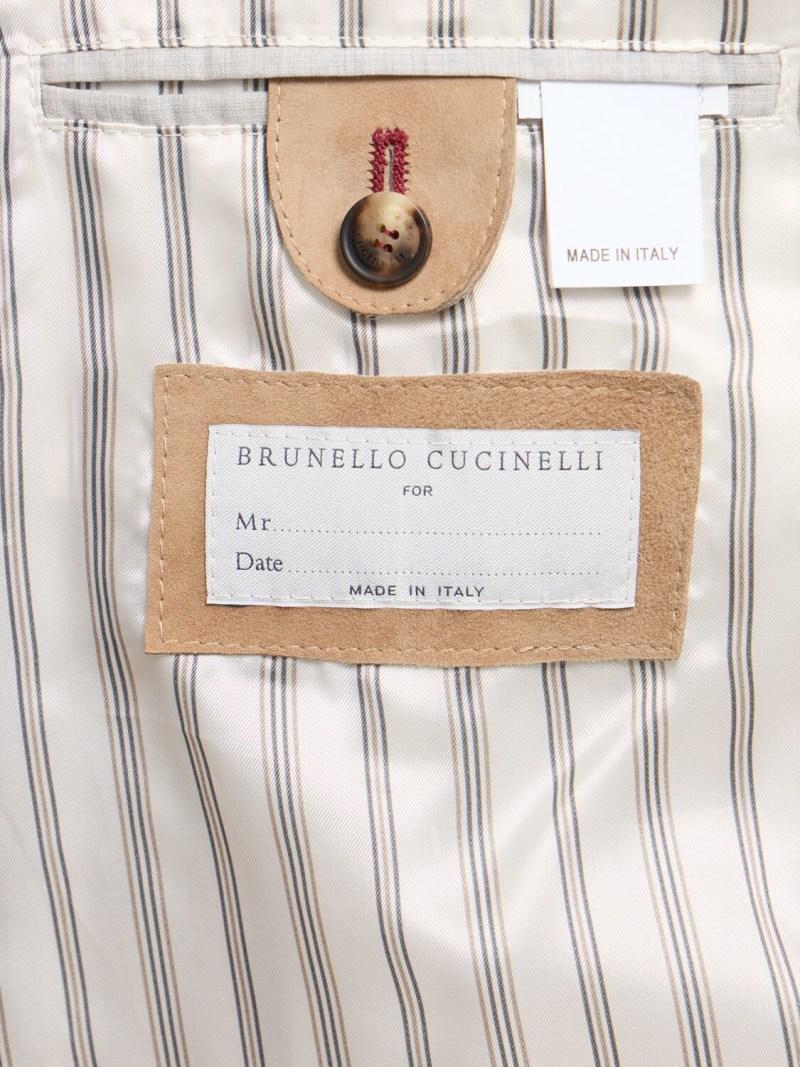 MADE IN ITALY
BRUNELLO CUCINELLI
FOR
Mr..............................
Date..............................
MADE IN ITALY